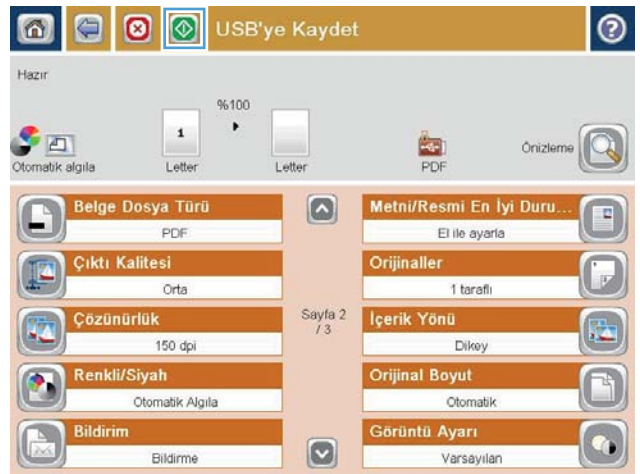 USB'ye Kaydet
?
Hazır
%100
1
Otomatik algıla
Letter
Letter
PDF
Önizleme
Belge Dosya Türü
PDF
Metni/Resmi En İyi Duru...
El ile ayarla
Çıktı Kalitesi
Orta
Orijinaller
1 taraflı
Çözünürlük
150 dpi
Sayfa 2
/ 3
İçerik Yönü
Dikey
Renkli/Siyah
Otomatik Algıla
Orijinal Boyut
Otomatik
Bildirim
Bildirme
Görüntü Ayarı
Varsayılan